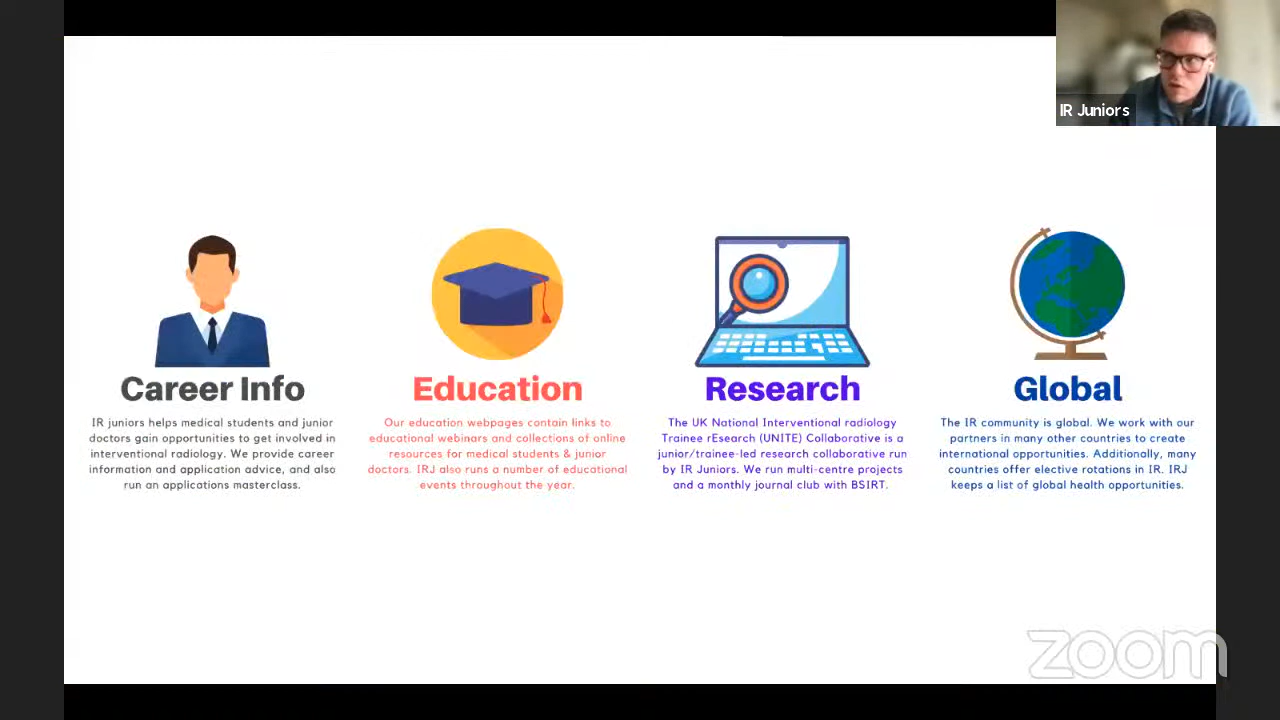 IR Juniors
Career Info
IR juniors helps medical students and junior
doctors gain opportunities to get involved in
interventional radiology. We provide career
information and application advice, and also
run an applications masterclass.
Education
Our education webpages contain links to
educational webinars and collections of online
resources for medical students & junior
doctors. IRJ also runs a number of educational
events throughout the year.
Research
The UK National Interventional radiology
Trainee rEsearch (UNITE) Collaborative is a
junior/trainee-led research collaborative run
by IR Juniors. We run multi-centre projects
and a monthly journal club with BSIRT.
Global
The IR community is global. We work with our
partners in many other countries to create
international opportunities. Additionally, many
countries offer elective rotations in IR. IRJ
keeps a list of global health opportunities.
zoom